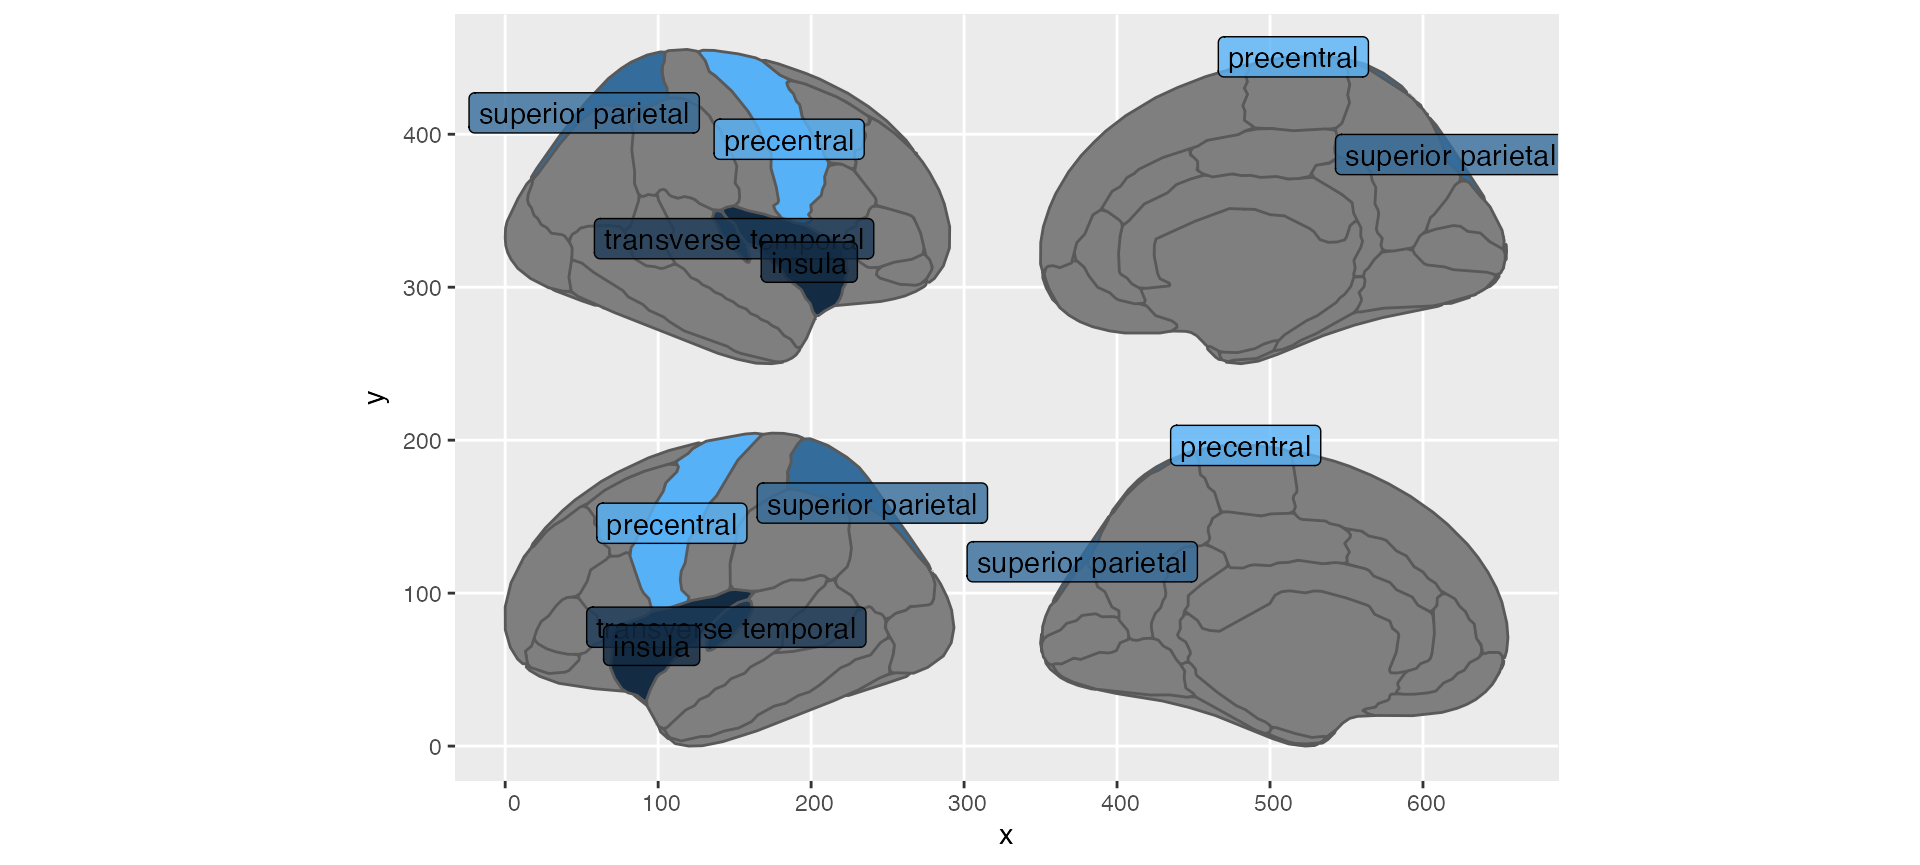 precentral
superior parietal
precentral
400
superior parietal
transverse temporal
insula
300
y
precentral
200
superior parietal
precentral
superior parietal
100
transverse temporal
insula
0
0
100
200
300
400
500
600
x